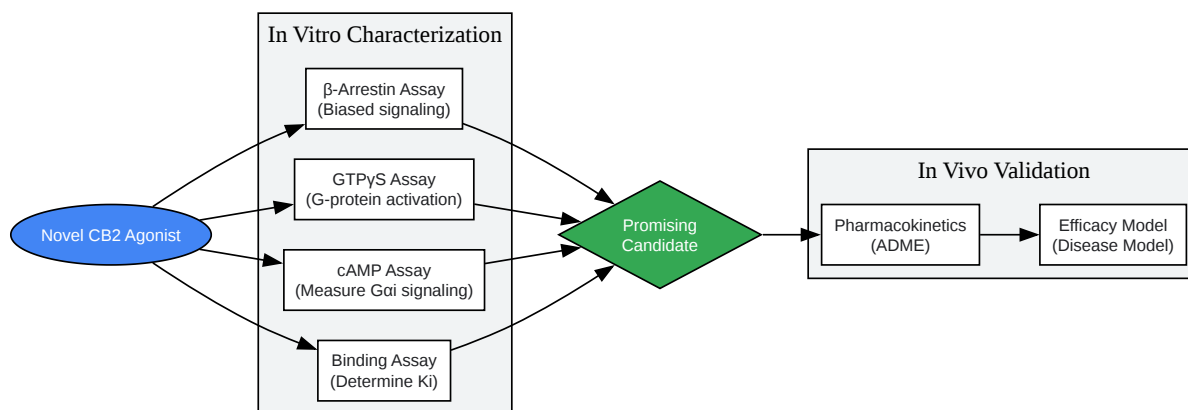 In Vitro Characterization
β-Arrestin Assay
(Biased signaling)
GTPγS Assay
(G-protein activation)
Novel CB2 Agonist
cAMP Assay
(Measure Gαi signaling)
Binding Assay
(Determine Ki)
Promising
Candidate
In Vivo Validation
Pharmacokinetics
(ADME)
Efficacy Model
(Disease Model)